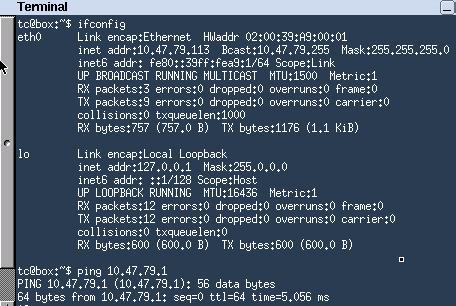 Terminal
tc@box:~$ ifconfig
eth0 Link encap:Ethernet HWaddr 02:00:39:A9:00:01
inet addr:10.47.79.113 Bcast:10.47.79.255 Mask:255.255.255.0
inet6 addr: fe80::39ff:fea9:1/64 Scope:Link
UP BROADCAST RUNNING MULTICAST MTU:1500 Metric:1
RX packets:3 errors:0 dropped:0 overruns:0 frame:0
TX packets:9 errors:0 dropped:0 overruns:0 carrier:0
collisions:0 txqueuelen:1000
RX bytes:757 (757.0 B) TX bytes:1176 (1.1 KiB)
lo Link encap:Local Loopback
inet addr:127.0.0.1 Mask:255.0.0.0
inet6 addr: ::1/128 Scope:Host
UP LOOPBACK RUNNING MTU:16436 Metric:1
RX packets:12 errors:0 dropped:0 overruns:0 frame:0
TX packets:12 errors:0 dropped:0 overruns:0 carrier:0
collisions:0 txqueuelen:0
RX bytes:600 (600.0 B) TX bytes:600 (600.0 B)
tc@box:~$ ping 10.47.79.1
PING 10.47.79.1 (10.47.79.1): 56 data bytes
64 bytes from 10.47.79.1: seq=0 ttl=64 time=5.056 ms